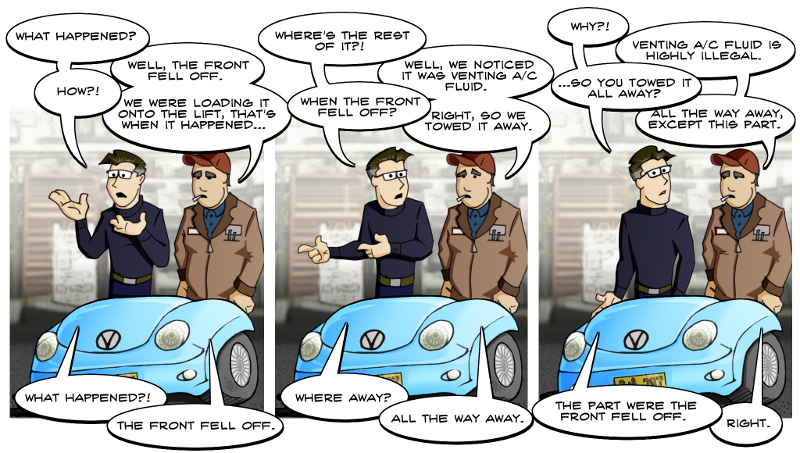 WHAT HAPPENED?
WELL, THE FRONT
FELL OFF.
HOW?!
WE WERE LOADING IT
ONTO THE LIFT, THAT'S
WHEN IT HAPPENED...
WHAT HAPPENED?!
THE FRONT FELL OFF.
WHERE'S THE REST
OF IT?!
WELL, WE NOTICED
IT WAS VENTING A/C
FLUID.
WHEN THE FRONT
FELL OFF?
RIGHT, SO WE
TOWED IT AWAY.
WHERE AWAY?
ALL THE WAY AWAY.
WHY?!
VENTING A/C FLUID IS
HIGHLY ILLEGAL.
...SO YOU TOWED IT
ALL AWAY?
ALL THE WAY AWAY,
EXCEPT THIS PART.
THE PART WERE THE
FRONT FELL OFF.
RIGHT.